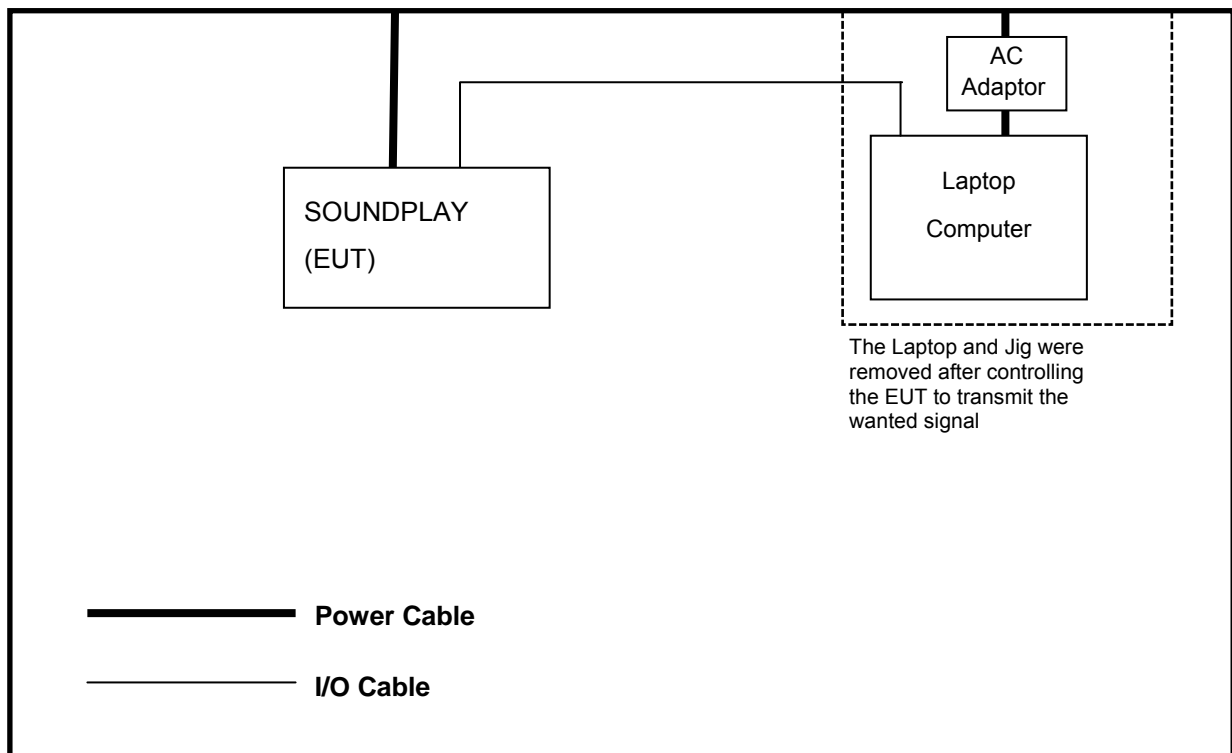 AC
Adaptor
SOUNDPLAY
(EUT)
Laptop
Computer
The Laptop and Jig were
removed after controlling
the EUT to transmit the
wanted signal
Power Cable
I/O Cable